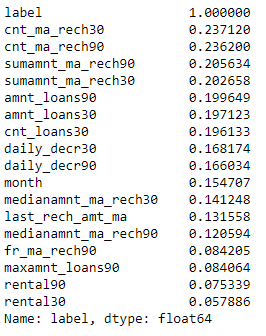 label 1.000000
cnt_ma_rech30 0.237120
cnt_ma_rech90 0.236200
sumamnt_ma_rech90 0.205634
sumamnt_ma_rech30 0.202658
amnt_loans90 0.199649
amnt_loans30 0.197123
cnt_loans30 0.196133
daily_decr30 0.168174
daily_decr90 0.166034
month 0.154707
medianamnt_ma_rech30 0.141248
last_rech_amt_ma 0.131558
medianamnt_ma_rech90 0.120594
fr_ma_rech90 0.084205
maxamnt_loans90 0.084064
rental90 0.075339
rental30 0.057886
Name: label, dtype: float64